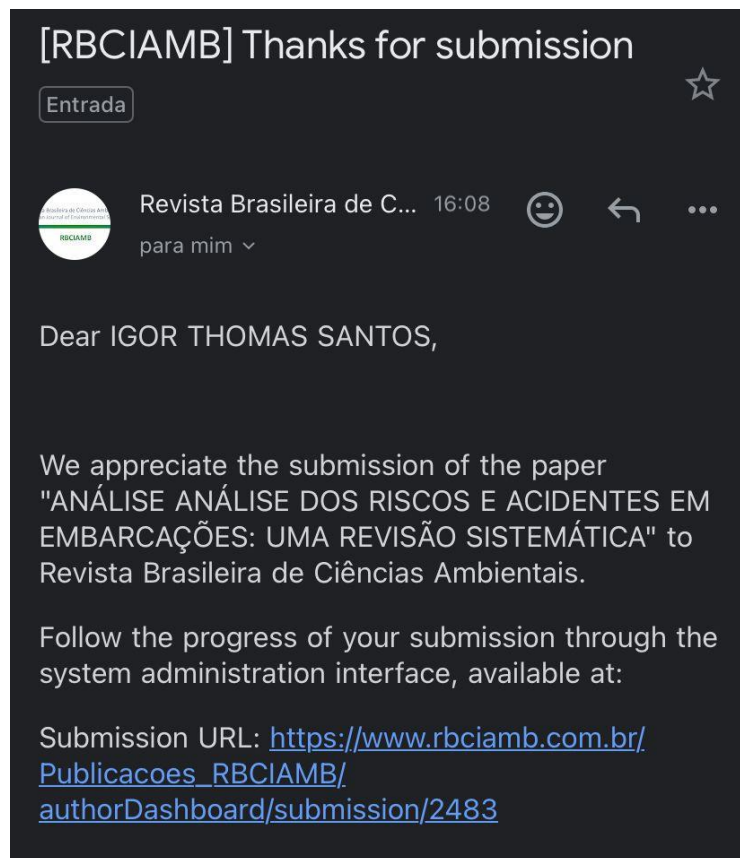 [RBCIAMB] Thanks for submission
Entrada
Revista Brasileira de C... 16:08
RBCIAMB
para mim
Dear IGOR THOMAS SANTOS,
We appreciate the submission of the paper
"ANÁLISE ANÁLISE DOS RISCOS E ACIDENTES EM
EMBARCAÇÕES: UMA REVISÃO SISTEMÁTICA" to
Revista Brasileira de Ciências Ambientais.
Follow the progress of your submission through the
system administration interface, available at:
Submission URL: https://www.rbciamb.com.br/
Publicacoes_RBCIAMB/
authorDashboard/submission/2483